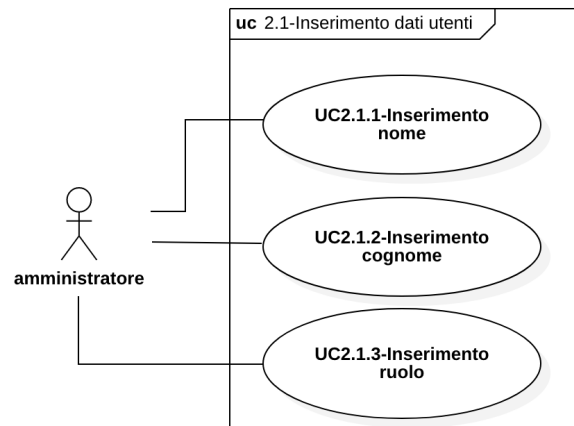 uc 2.1-Inserimento dati utenti
UC2.1.1-Inserimento
nome
UC2.1.2-Inserimento
cognome
amministratore
UC2.1.3-Inserimento
ruolo